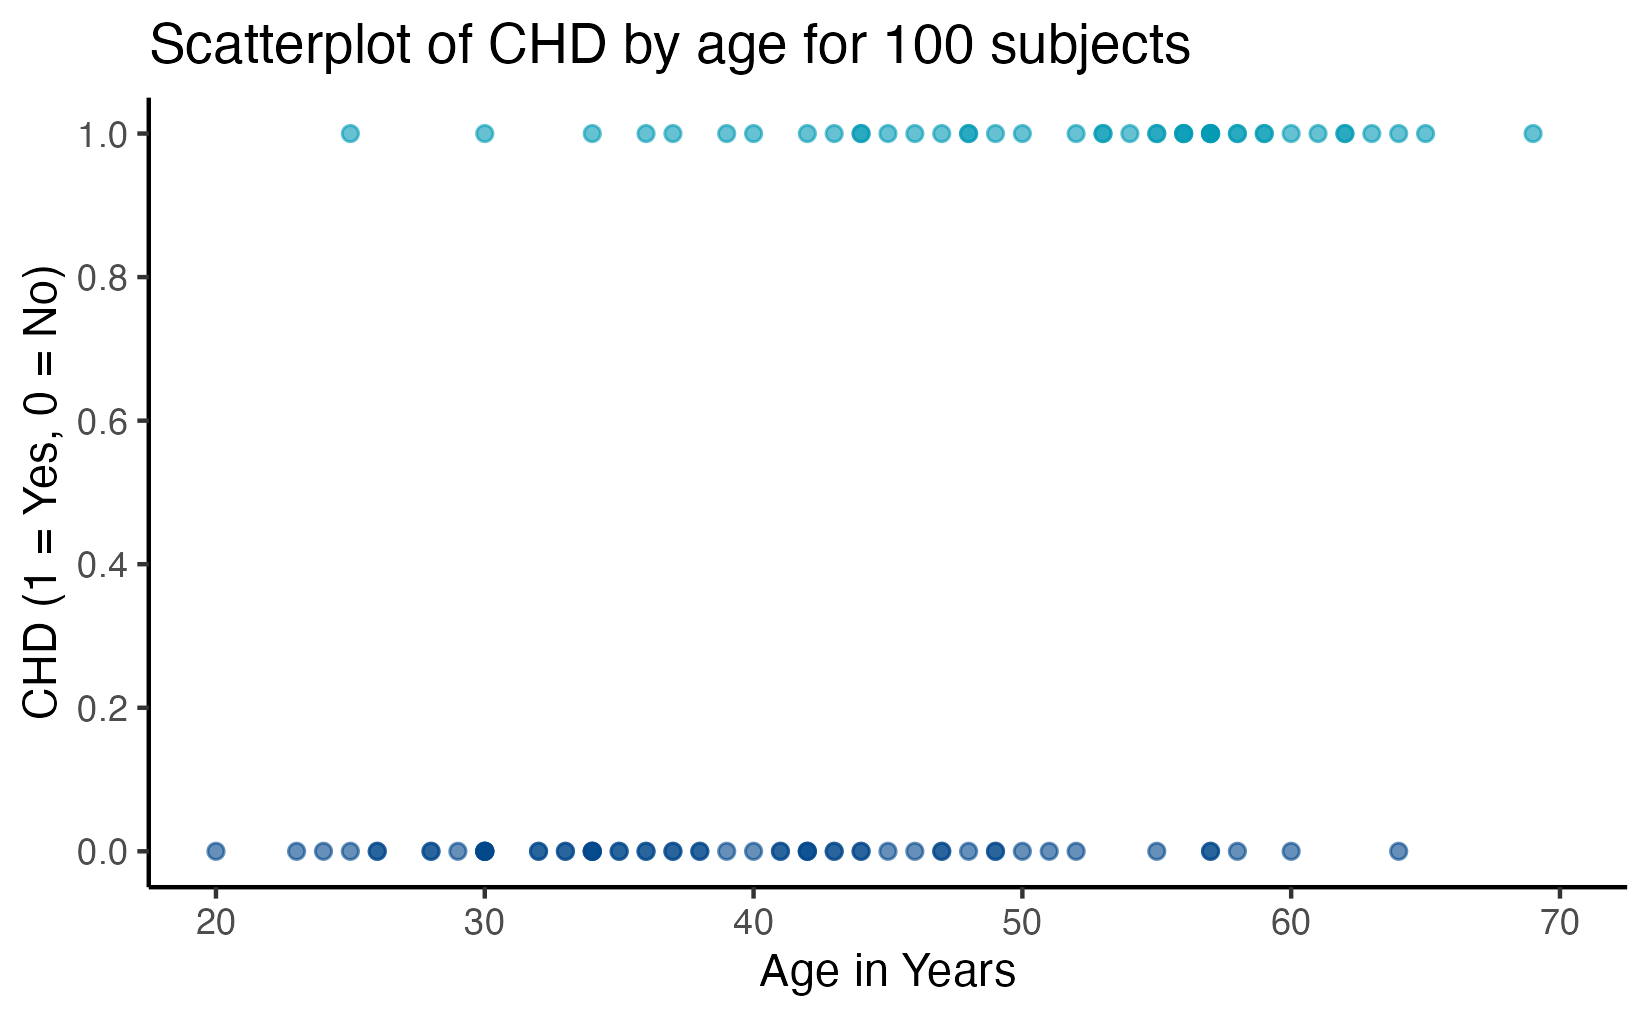 Scatterplot of CHD by age for 100 subjects
CHD (1 = Yes, 0 = No)
1.0
0.8
0.6
0.4
0.2
0.0
20 30 40 50 60 70
Age in Years